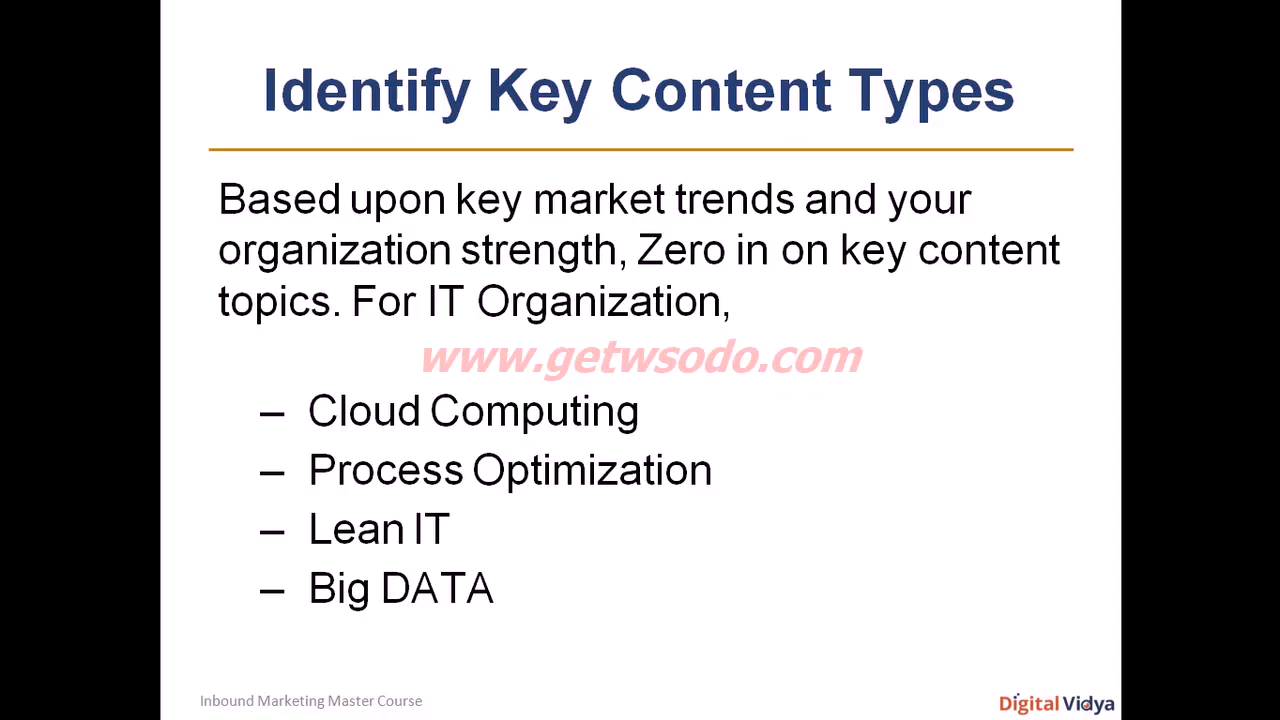 Identify Key Content Types
Based upon key market trends and your
organization strength, Zero in on key content
topics. For IT Organization,
www.getwsodo.com
– Cloud Computing
– Process Optimization
– Lean IT
– Big DATA
Inbound Marketing Master Course
Digital Vidya